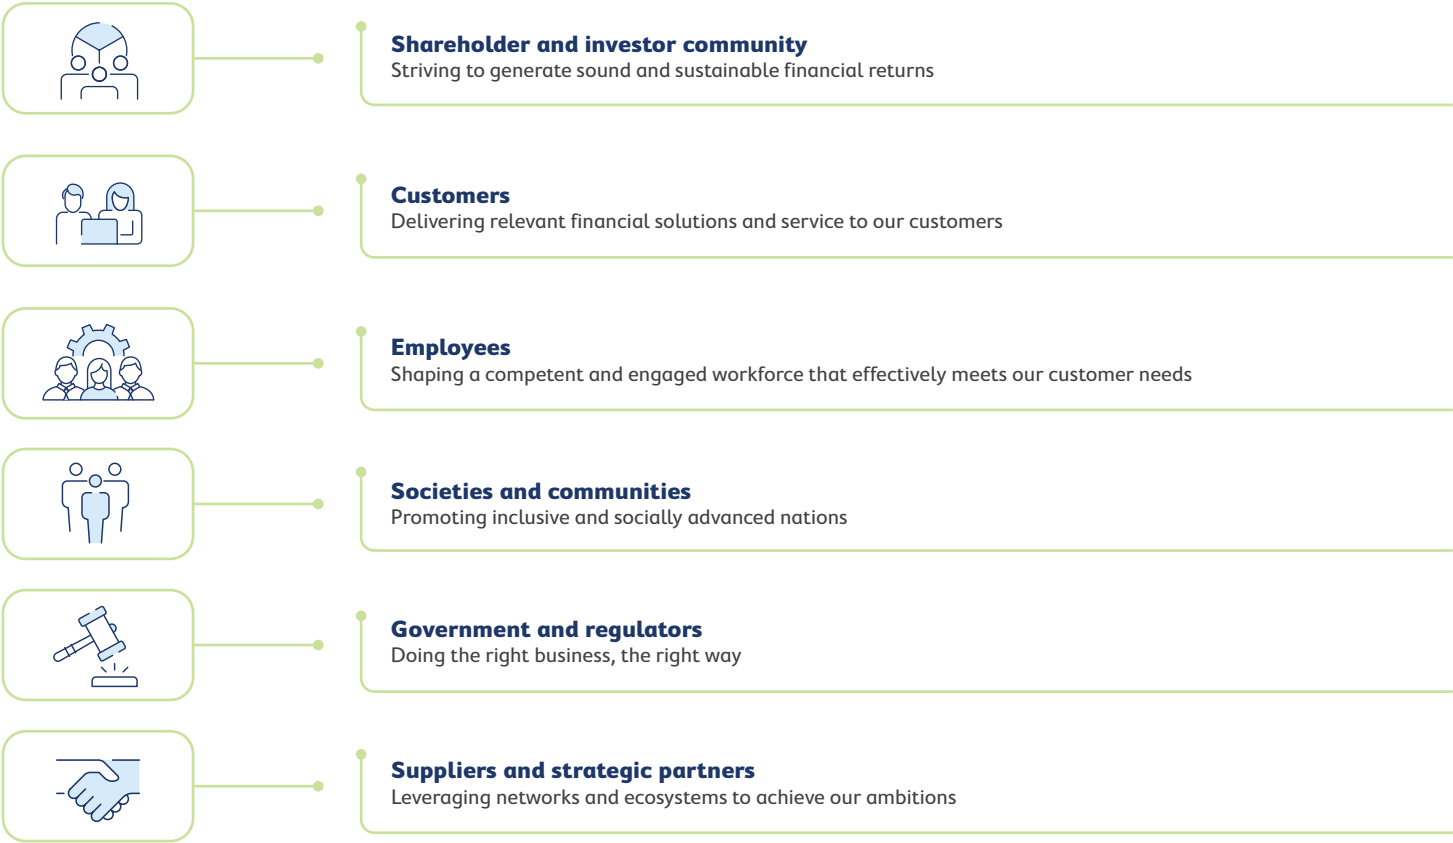 Shareholder and investor community
Striving to generate sound and sustainable financial returns
Customers
Delivering relevant financial solutions and service to our customers
Employees
Shaping a competent and engaged workforce that effectively meets our customer needs
Societies and communities
Promoting inclusive and socially advanced nations
Government and regulators
Doing the right business, the right way
Suppliers and strategic partners
Leveraging networks and ecosystems to achieve our ambitions